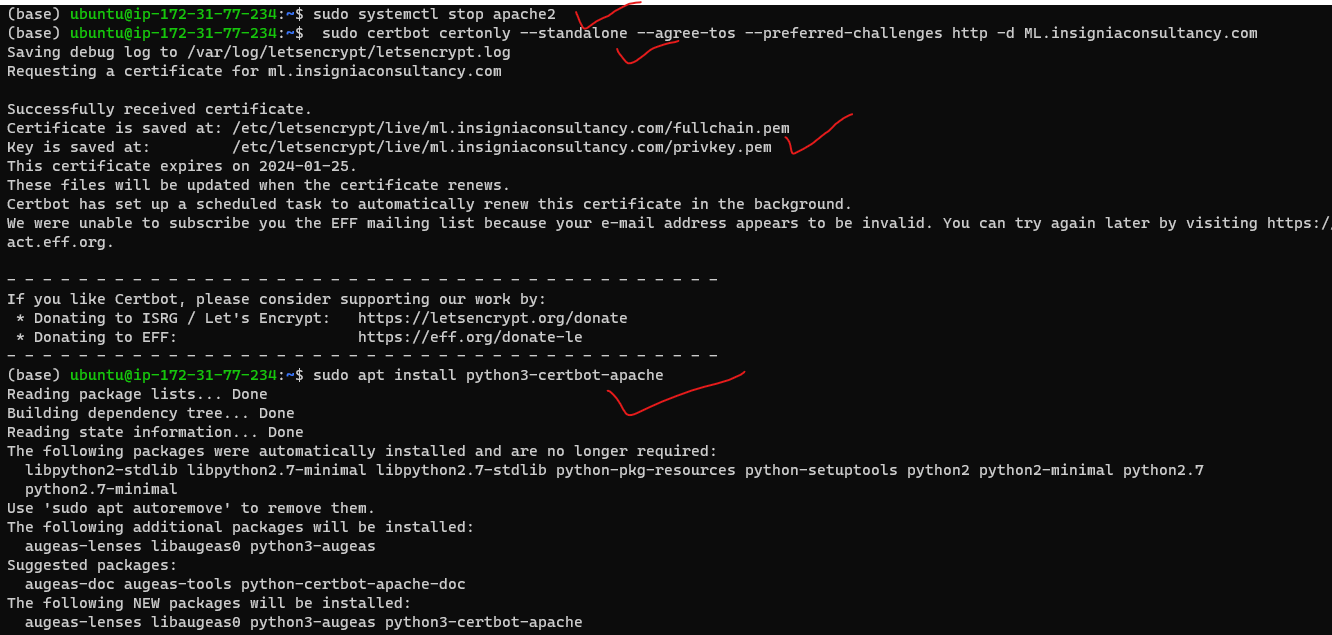 (base) ubuntu@ip-172-31-77-234:~$ sudo systemctl stop apache2
(base) ubuntu@ip-172-31-77-234:~$  sudo certbot certonly --standalone --agree-tos --preferred-challenges http -d ML.insigniaconsultancy.com
Saving debug log to /var/log/letsencrypt/letsencrypt.log
Requesting a certificate for ml.insigniaconsultancy.com
Successfully received certificate.
Certificate is saved at: /etc/letsencrypt/live/ml.insigniaconsultancy.com/fullchain.pem
Key is saved at:         /etc/letsencrypt/live/ml.insigniaconsultancy.com/privkey.pem
This certificate expires on 2024-01-25.
These files will be updated when the certificate renews.
Certbot has set up a scheduled task to automatically renew this certificate in the background.
We were unable to subscribe you the EFF mailing list because your e-mail address appears to be invalid. You can try again later by visiting https:/
act.eff.org.
- - - - - - - - - - - - - - - - - - - - - - - - - - - - - - - - - - - - - - - -
If you like Certbot, please consider supporting our work by:
 * Donating to ISRG / Let's Encrypt:   https://letsencrypt.org/donate
 * Donating to EFF:                    https://eff.org/donate-le
- - - - - - - - - - - - - - - - - - - - - - - - - - - - - - - - - - - - - - - -
(base) ubuntu@ip-172-31-77-234:~$ sudo apt install python3-certbot-apache
Reading package lists... Done
Building dependency tree... Done
Reading state information... Done
The following packages were automatically installed and are no longer required:
  libpython2-stdlib libpython2.7-minimal libpython2.7-stdlib python-pkg-resources python-setuptools python2 python2-minimal python2.7
  python2.7-minimal
Use 'sudo apt autoremove' to remove them.
The following additional packages will be installed:
  augeas-lenses libaugeas0 python3-augeas
Suggested packages:
  augeas-doc augeas-tools python-certbot-apache-doc
The following NEW packages will be installed:
  augeas-lenses libaugeas0 python3-augeas python3-certbot-apache